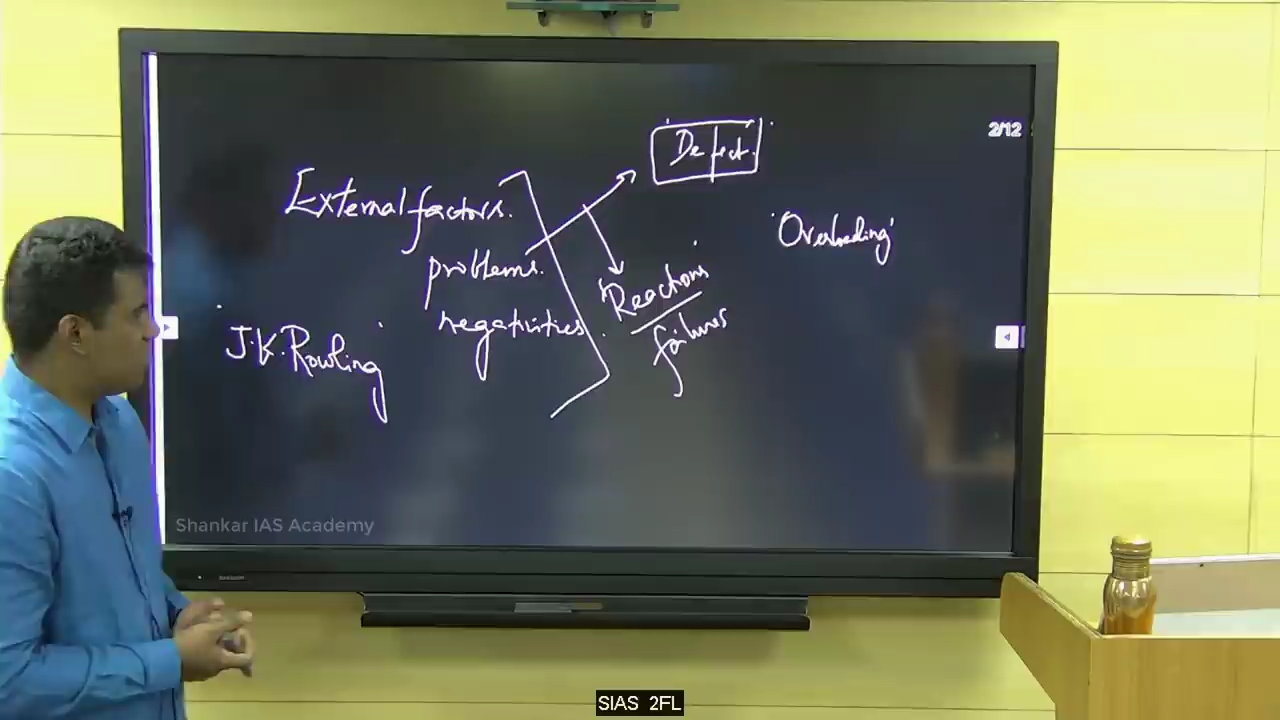 2/12
Defect.
External factors.
'Overloading'
problems.
Reactions
negativities.
failures
J.K. Rowling
Shankar IAS Academy
SIAS 2FL